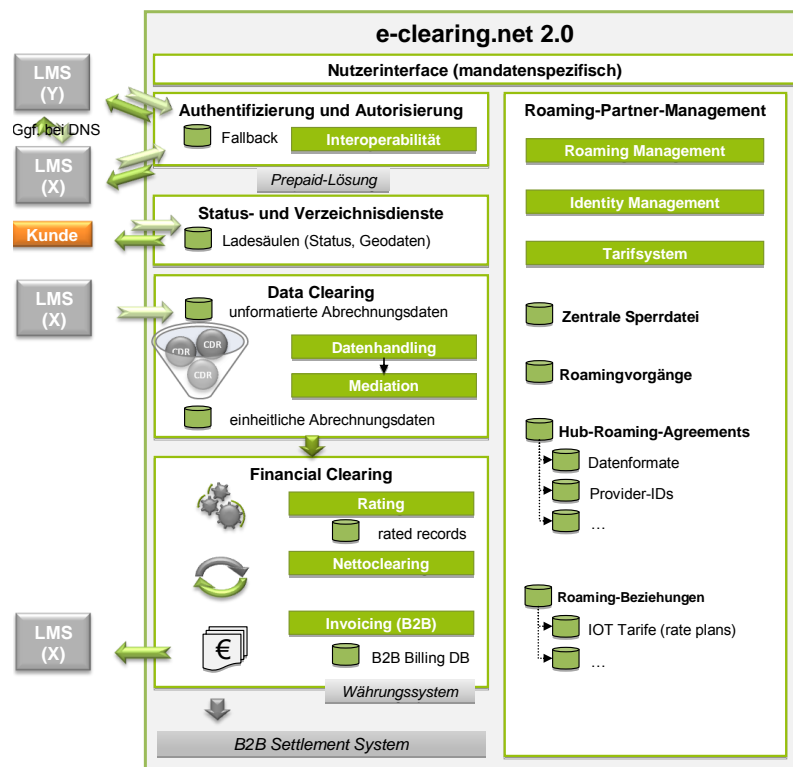 e-clearing.net 2.0
Nutzerinterface (mandatenspezifisch)
LMS
(Y)
Ggf. bei DNS
LMS
(X)
Kunde
LMS
(X)
LMS
(X)
Authentifizierung und Autorisierung
Fallback
Interoperabilität
Prepaid-Lösung
Status- und Verzeichnisdienste
Ladesäulen (Status, Geodaten)
Data Clearing
unformatierte Abrechnungsdaten
CDR
CDR
CDR
Datenhandling
Mediation
einheitliche Abrechnungsdaten
Financial Clearing
Rating
rated records
Nettoclearing
Invoicing (B2B)
€
B2B Billing DB
Währungssystem
B2B Settlement System
Roaming-Partner-Management
Roaming Management
Identity Management
Tarifsystem
Zentrale Sperrdatei
Roamingvorgänge
Hub-Roaming-Agreements
Datenformate
Provider-IDs
…
Roaming-Beziehungen
IOT Tarife (rate plans)
…